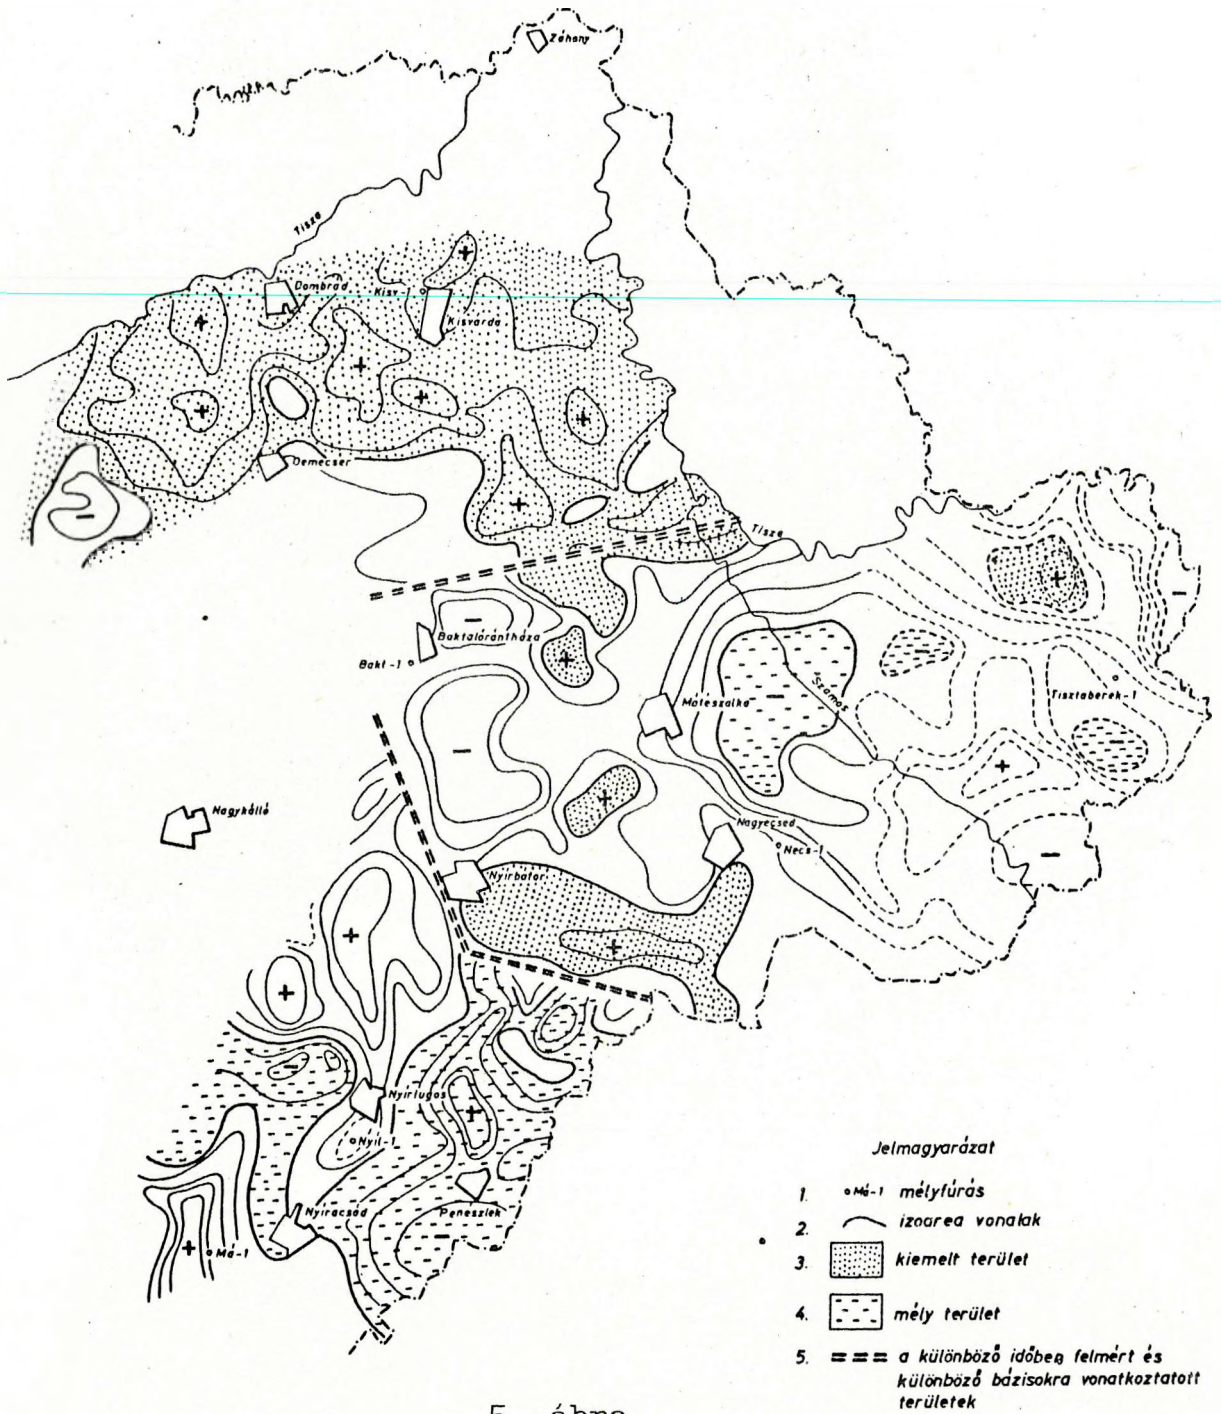 Záhony
Tisza
Dombrád
Kisv-1
Kisvárda
Demecser
Tisza
Baktalórántháza
Bakt-1
Mátészalka
Szamos
Tisztaberek-1
Nagykálló
Nagyecsed
Necs-1
Nyírbátor
Nyírlugos
Nyíl-1
Nyíracsád
Penészlek
Má-1
Jelmagyarázat
1. Má-1 mélyfúrás
2. izoarea vonalak
3. kiemelt terület
4. mély terület
5. a különböző időben felmért és
különböző bázisokra vonatkoztatott
területek
5. ábra